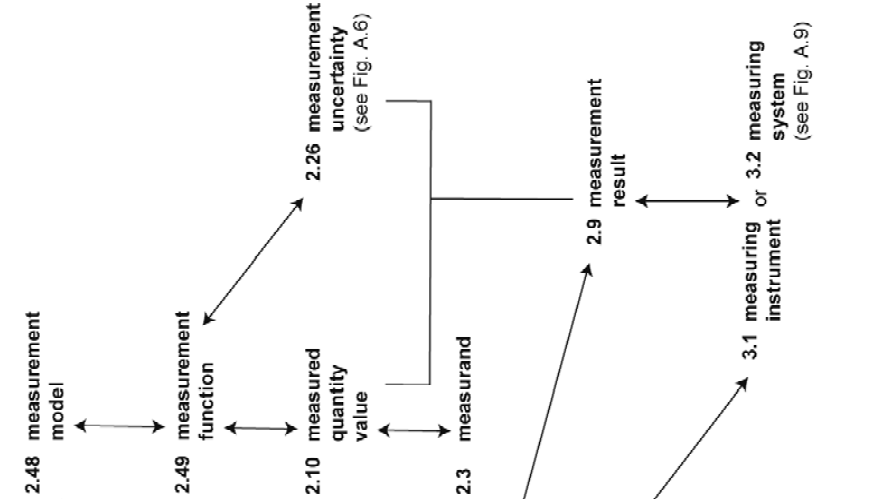 2.48 measurement
model
2.49 measurement
function
2.10 measured
quantity
value
2.3 measurand
2.26 measurement
uncertainty
(see Fig. A.6)
2.9 measurement
result
3.1 measuring
instrument
or
3.2 measuring
system
(see Fig. A.9)